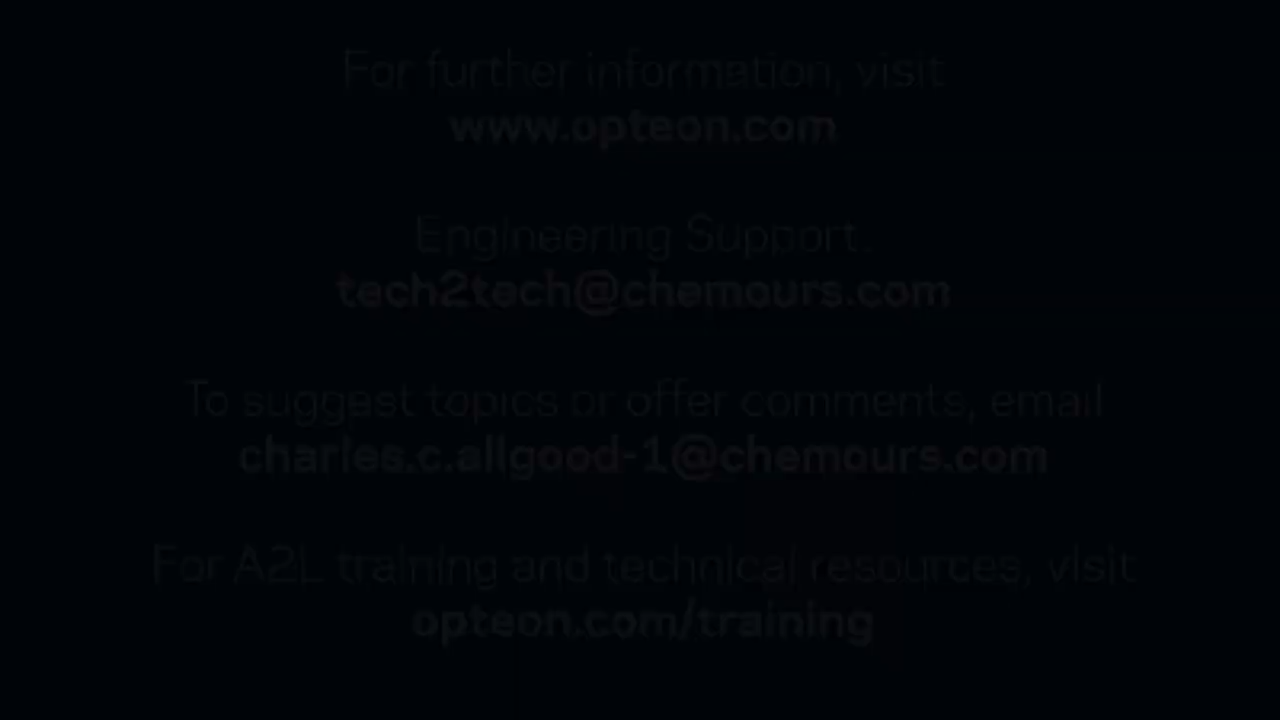 For further information, visit
www.opteon.com
Engineering Support.
tech2tech@chemours.com
To suggest topics or offer comments, email
charles.c.allgood-1@chemours.com
For A2L training and technical resources, visit
opteon.com/training